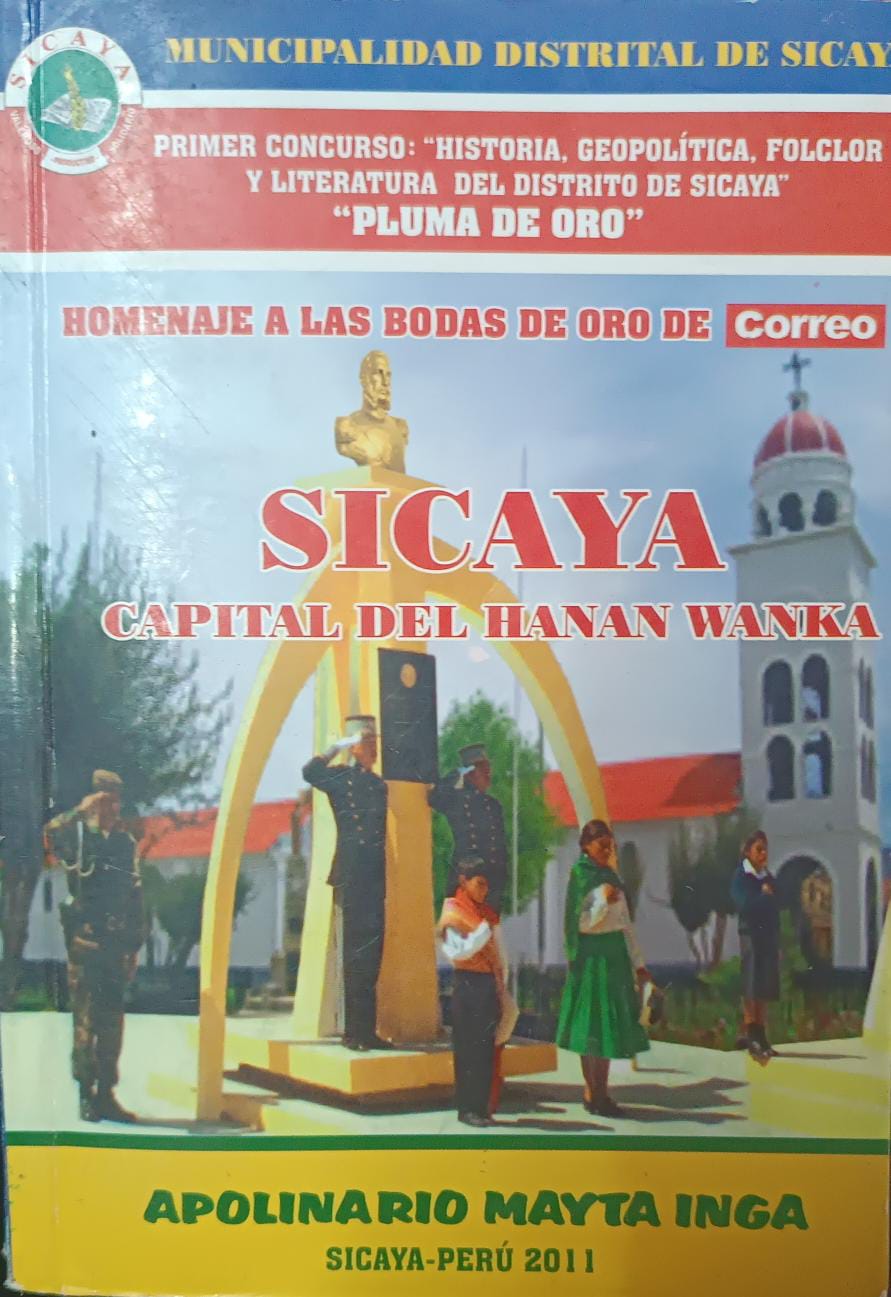 SICAYA
MUNICIPALIDAD DISTRITAL DE SICAY
PRIMER CONCURSO: "HISTORIA, GEOPOLÍTICA, FOLCLOR
Y LITERATURA DEL DISTRITO DE SICAYA"
"PLUMA DE ORO"
HOMENAJE A LAS BODAS DE ORO DE Correo
SICAYA
CAPITAL DEL HANAN WANKA
APOLINARIO MAYTA INGA
SICAYA-PERÚ 2011